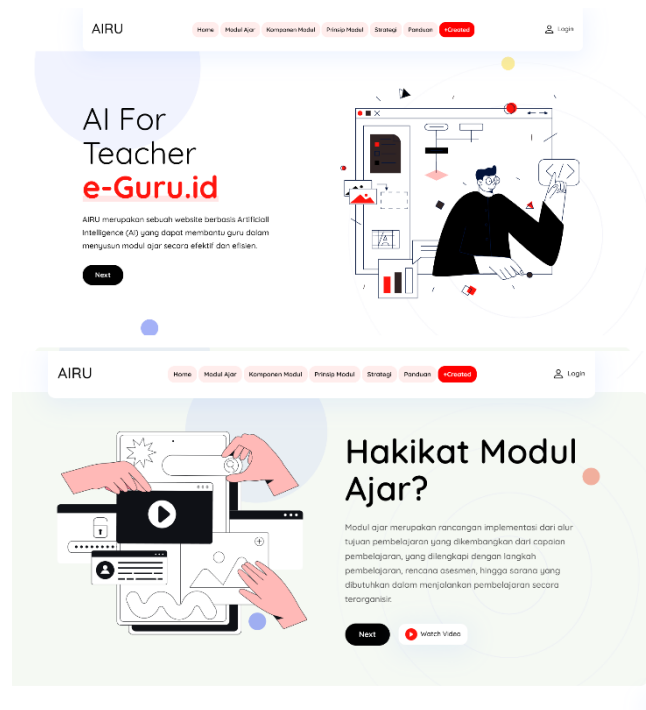 AIRU
Home Modul Ajar Komponen Modul Prinsip Modul Strategi Panduan +Created
Login
AI For
Teacher
e-Guru.id
AIRU merupakan sebuah website berbasis Artificiall
Intelligence (AI) yang dapat membantu guru dalam
menyusun modul ajar secara efektif dan efisien.
Next
AIRU
Home Modul Ajar Komponen Modul Prinsip Modul Strategi Panduan +Created
Login
Hakikat Modul
Ajar?
Modul ajar merupakan rancangan implementasi dari alur
tujuan pembelajaran yang dikembangkan dari capaian
pembelajaran, yang dilengkapi dengan langkah
pembelajaran, rencana asesmen, hingga sarana yang
dibutuhkan dalam menjalankan pembelajaran secara
terorganisir.
Next
Watch Video